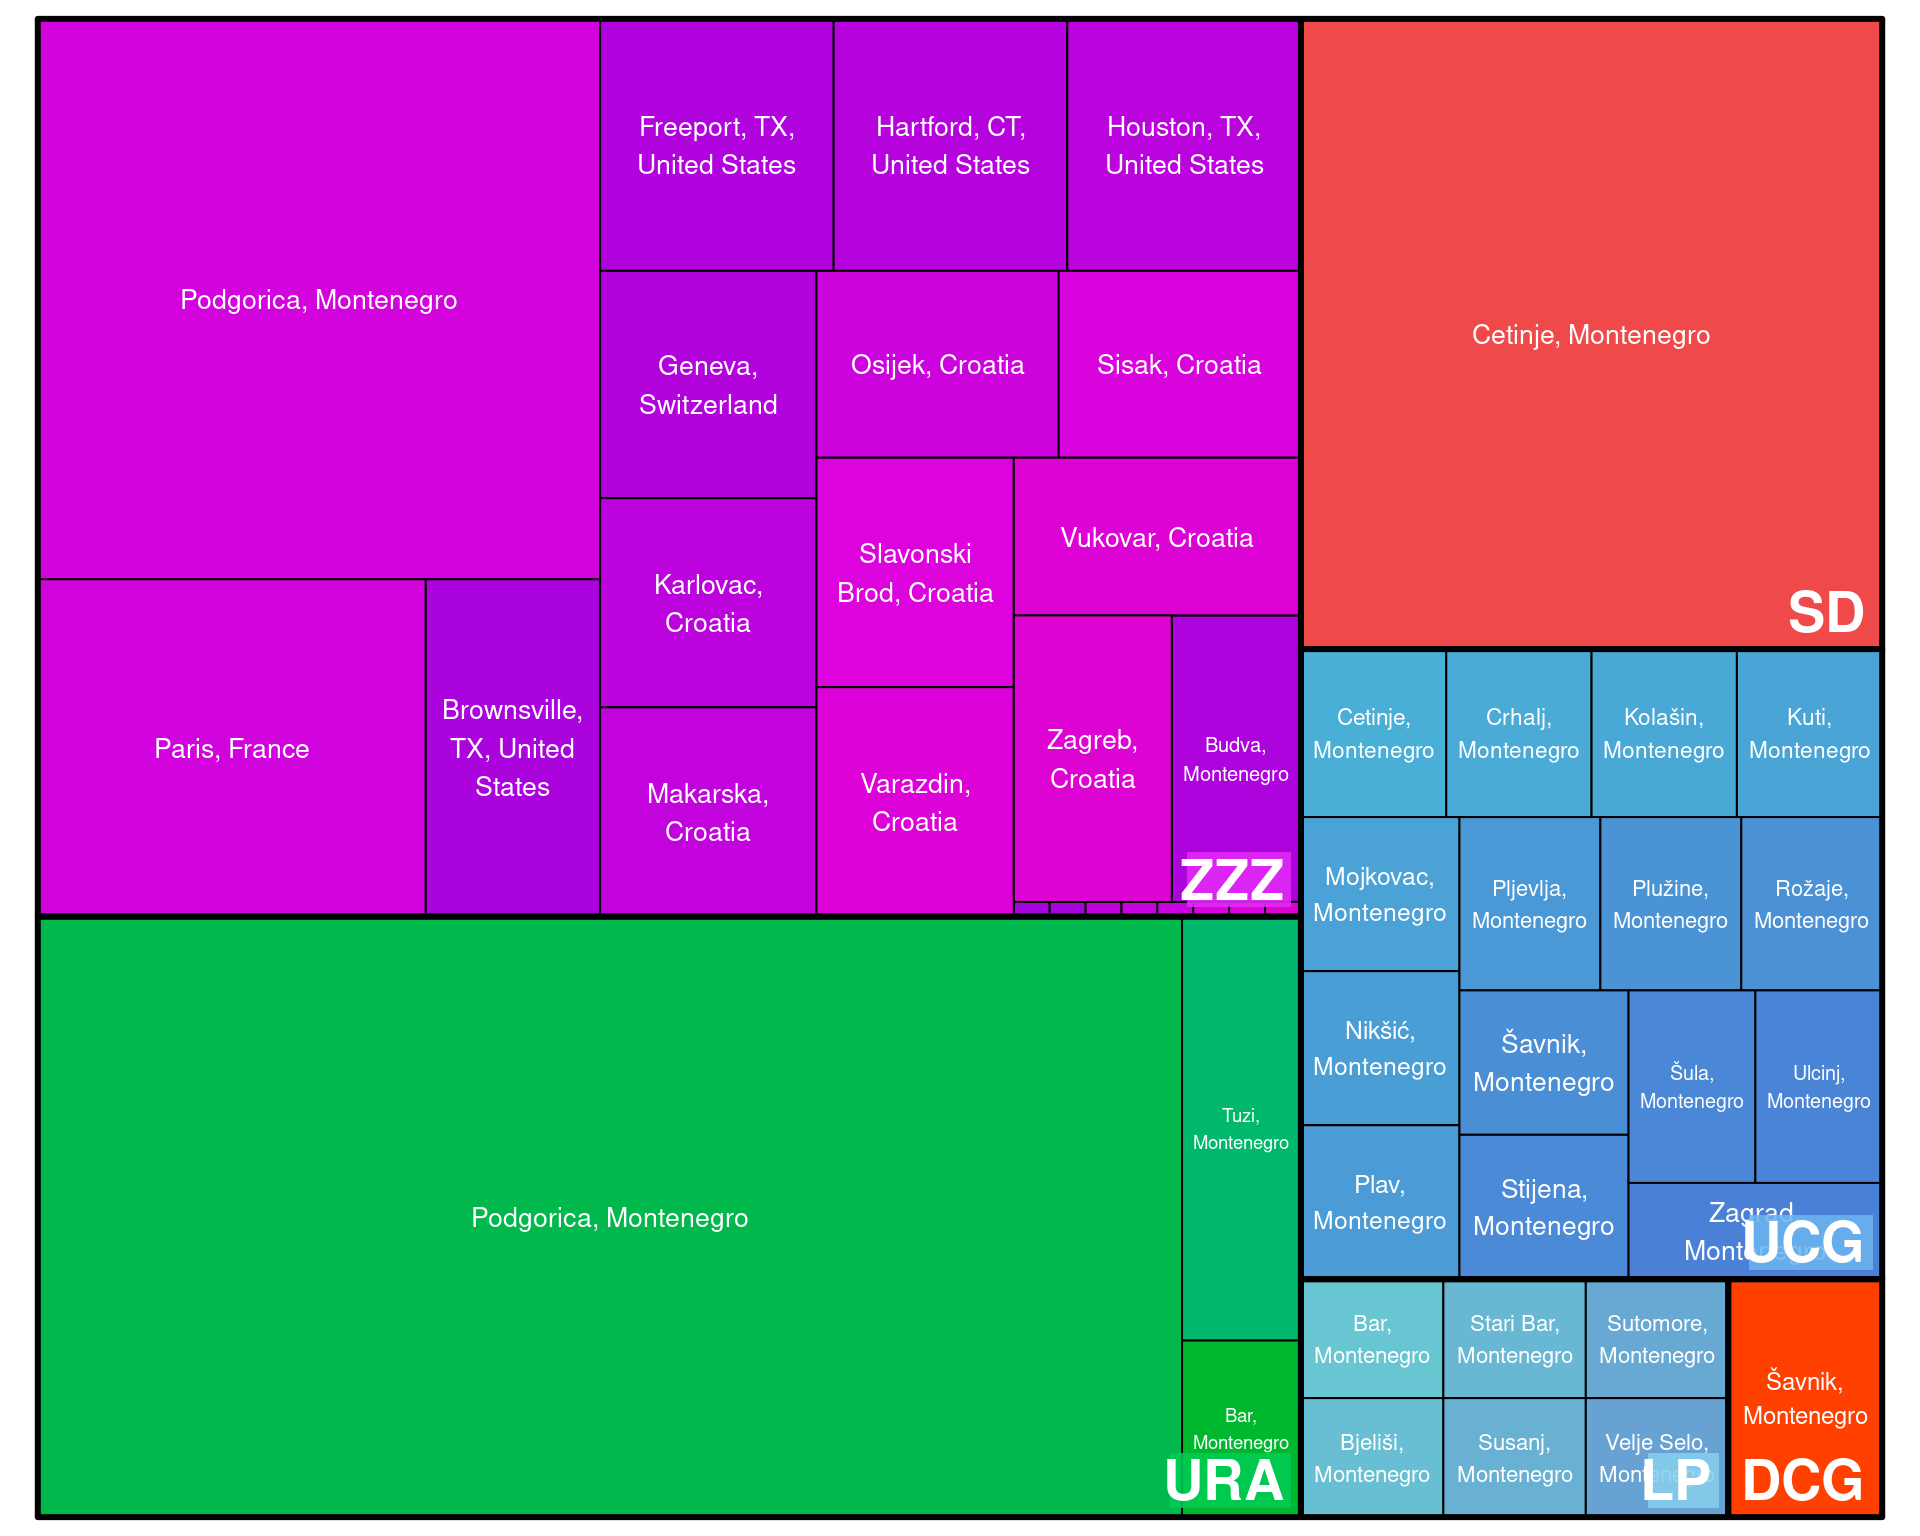 Podgorica, Montenegro
Paris, France
Brownsville,
TX, United
States
Freeport, TX,
United States
Hartford, CT,
United States
Houston, TX,
United States
Geneva,
Switzerland
Karlovac,
Croatia
Makarska,
Croatia
Osijek, Croatia
Sisak, Croatia
Slavonski
Brod, Croatia
Vukovar, Croatia
Varazdin,
Croatia
Zagreb,
Croatia
Budva,
Montenegro
ZZZ
Podgorica, Montenegro
Tuzi,
Montenegro
Bar,
Montenegro
URA
Cetinje, Montenegro
SD
Cetinje,
Montenegro
Crhalj,
Montenegro
Kolašin,
Montenegro
Kuti,
Montenegro
Mojkovac,
Montenegro
Nikšić,
Montenegro
Plav,
Montenegro
Pljevlja,
Montenegro
Plužine,
Montenegro
Rožaje,
Montenegro
Šavnik,
Montenegro
Stijena,
Montenegro
Šula,
Montenegro
Ulcinj,
Montenegro
Zagrad,
Montenegro
UCG
Bar,
Montenegro
Bjeliši,
Montenegro
Stari Bar,
Montenegro
Susanj,
Montenegro
Sutomore,
Montenegro
Velje Selo,
Montenegro
LP
Šavnik,
Montenegro
DCG